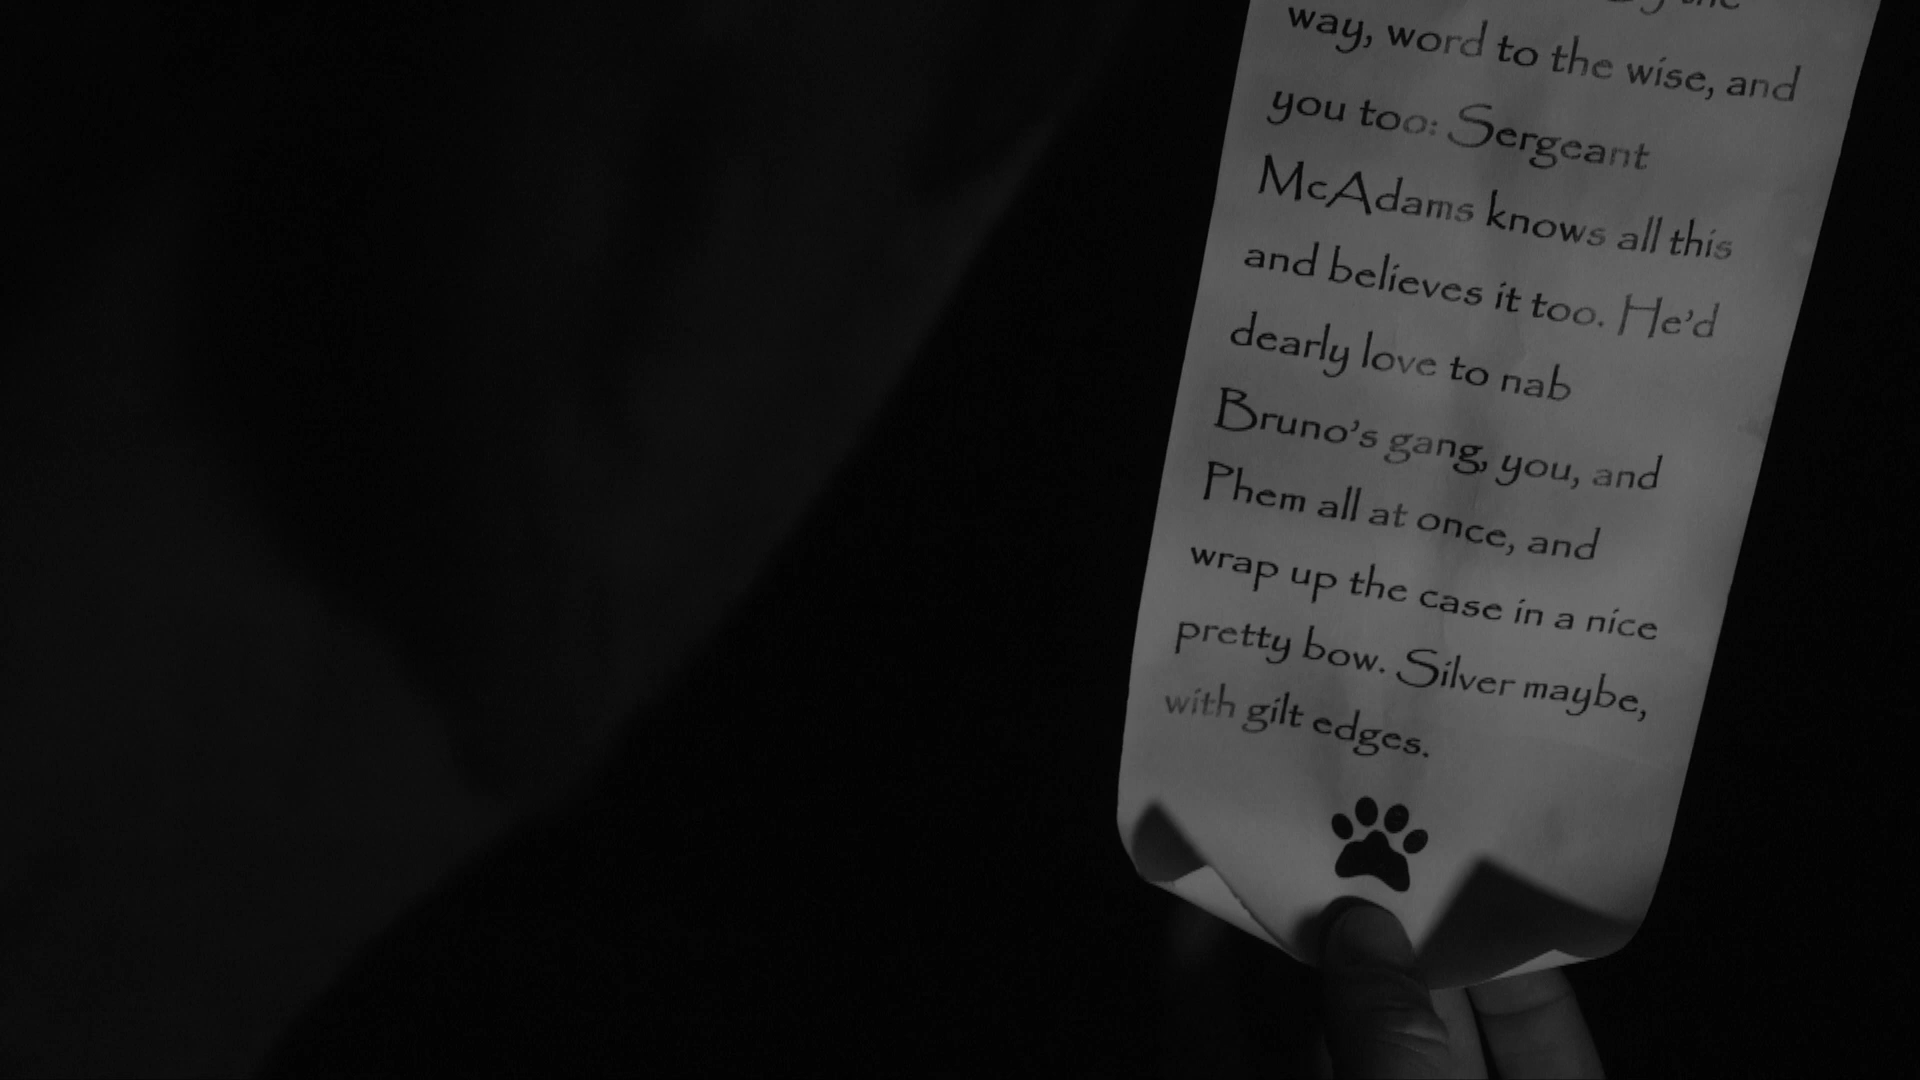 By the
way, word to the wise, and
you too: Sergeant
McAdams knows all this
and believes it too. He'd
dearly love to nab
Bruno's gang, you, and
Phem all at once, and
wrap up the case in a nice
pretty bow. Silver maybe,
with gilt edges.